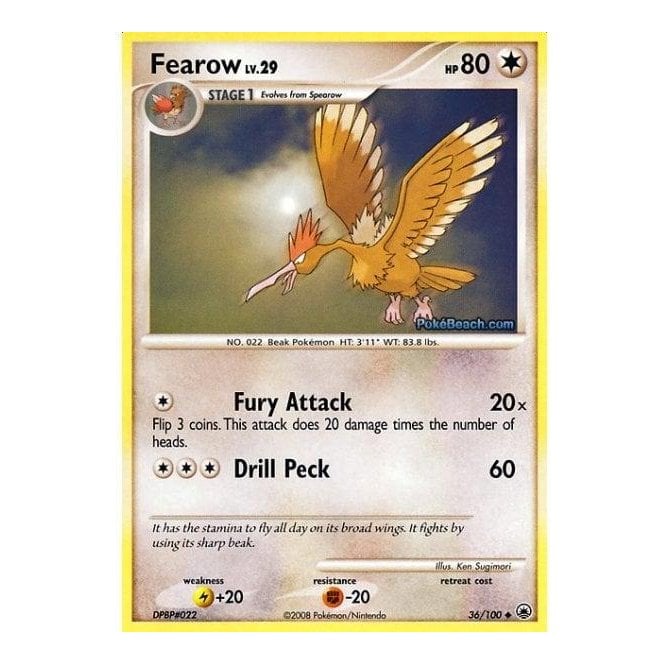 Fearow LV.29 HP 80
STAGE 1 Evolves from Spearow
PokéBeach.com
NO. 022 Beak Pokémon HT: 3'11" WT: 83.8 lbs.
Fury Attack 20x
Flip 3 coins. This attack does 20 damage times the number of
heads.
Drill Peck 60
It has the stamina to fly all day on its broad wings. It fights by
using its sharp beak.
Illus. Ken Sugimori
weakness resistance retreat cost
+20 -20
DPBP#022 ©2008 Pokémon/Nintendo 36/100